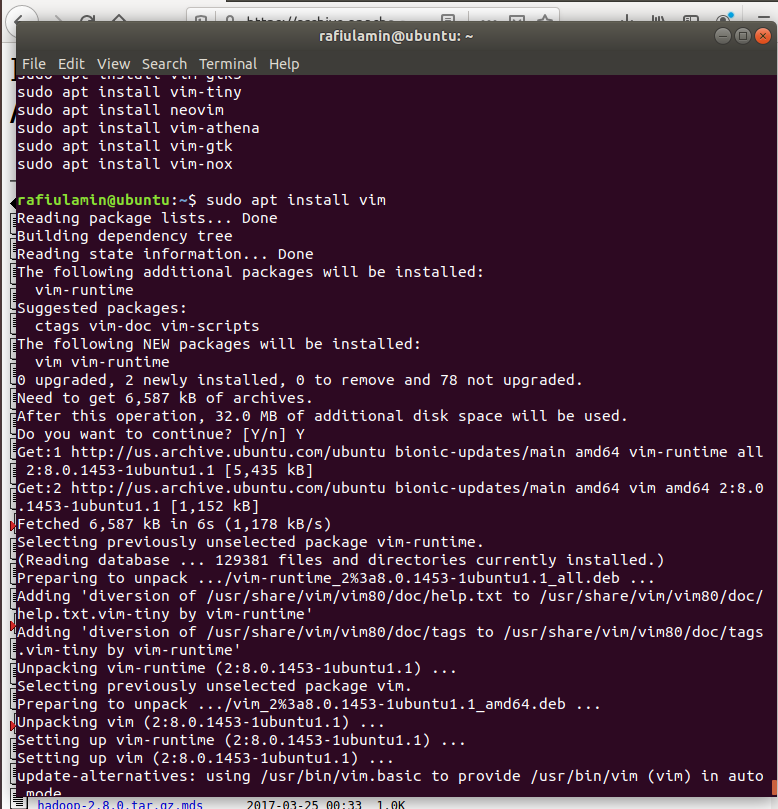 rafiulamin@ubuntu: ~
File Edit View Search Terminal Help
sudo apt install vim-gtk3
sudo apt install vim-tiny
sudo apt install neovim
sudo apt install vim-athena
sudo apt install vim-gtk
sudo apt install vim-nox
rafiulamin@ubuntu:~$ sudo apt install vim
Reading package lists... Done
Building dependency tree
Reading state information... Done
The following additional packages will be installed:
vim-runtime
Suggested packages:
ctags vim-doc vim-scripts
The following NEW packages will be installed:
vim vim-runtime
0 upgraded, 2 newly installed, 0 to remove and 78 not upgraded.
Need to get 6,587 kB of archives.
After this operation, 32.0 MB of additional disk space will be used.
Do you want to continue? [Y/n] Y
Get:1 http://us.archive.ubuntu.com/ubuntu bionic-updates/main amd64 vim-runtime all
2:8.0.1453-1ubuntu1.1 [5,435 kB]
Get:2 http://us.archive.ubuntu.com/ubuntu bionic-updates/main amd64 vim amd64 2:8.0
.1453-1ubuntu1.1 [1,152 kB]
Fetched 6,587 kB in 6s (1,178 kB/s)
Selecting previously unselected package vim-runtime.
(Reading database ... 129381 files and directories currently installed.)
Preparing to unpack .../vim-runtime_2%3a8.0.1453-1ubuntu1.1_all.deb ...
Adding 'diversion of /usr/share/vim/vim80/doc/help.txt to /usr/share/vim/vim80/doc/
help.txt.vim-tiny by vim-runtime'
Adding 'diversion of /usr/share/vim/vim80/doc/tags to /usr/share/vim/vim80/doc/tags
.vim-tiny by vim-runtime'
Unpacking vim-runtime (2:8.0.1453-1ubuntu1.1) ...
Selecting previously unselected package vim.
Preparing to unpack .../vim_2%3a8.0.1453-1ubuntu1.1_amd64.deb ...
Unpacking vim (2:8.0.1453-1ubuntu1.1) ...
Setting up vim-runtime (2:8.0.1453-1ubuntu1.1) ...
Setting up vim (2:8.0.1453-1ubuntu1.1) ...
update-alternatives: using /usr/bin/vim.basic to provide /usr/bin/vim (vim) in auto
mode
hadoop-2.8.0.tar.gz.mds 2017-03-25 00:33 1.0K